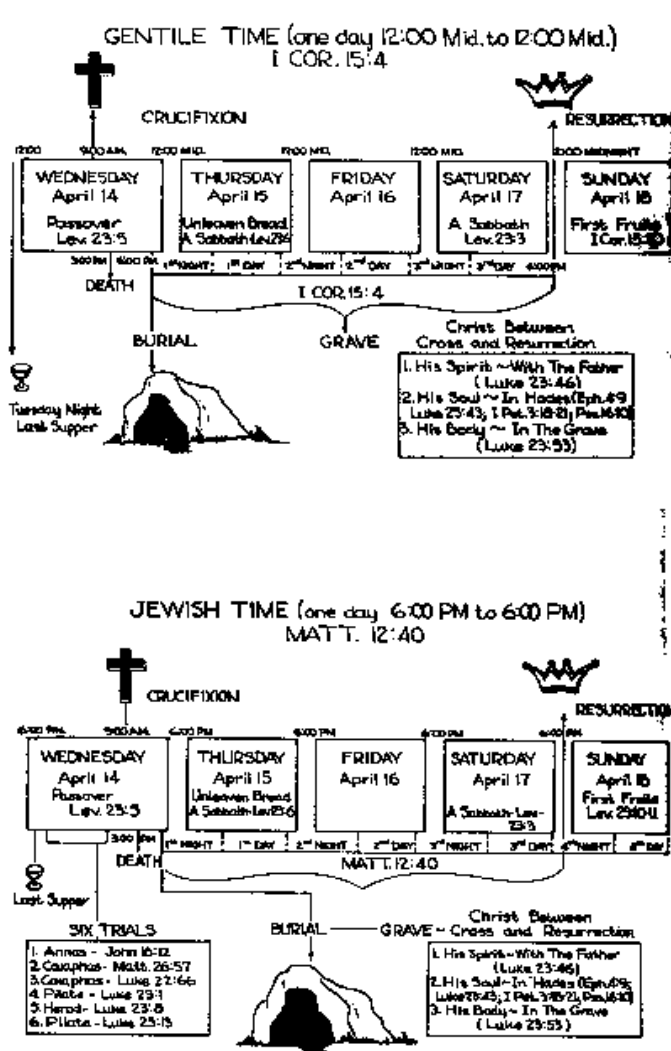 GENTILE TIME (one day 12:00 Mid. to 12:00 Mid.)
I COR. 15:4
CRUCIFIXION
RESURRECTION
12:00
9:00 A.M.
12:00 MID.
12:00 MID.
12:00 MID.
MIDNIGHT
WEDNESDAY
April 14
Passover
Lev. 23:5
THURSDAY
April 15
Unleaven Bread
A Sabbath-Lev.23:6
FRIDAY
April 16
SATURDAY
April 17
A Sabbath
Lev. 23:3
SUNDAY
April 18
First Fruits
I Cor.
3:00 PM
6:00 PM
1st NIGHT
1st DAY
2nd NIGHT
2nd DAY
3rd NIGHT
3rd DAY
6:00 PM
DEATH
I COR. 15:4
BURIAL
GRAVE
Tuesday Night
Last Supper
Christ Between
Cross and Resurrection
1. His Spirit ~ With The Father
(Luke 23:46)
2. His Soul ~ In Hades (Eph. 4:9
Luke 23:43; I Pet. 3:18-21; Psa. 16:10)
3. His Body ~ In The Grave
(Luke 23:53)
JEWISH TIME (one day 6:00 PM to 6:00 PM)
MATT. 12:40
CRUCIFIXION
RESURRECTION
6:00 PM.
9:00 A.M.
6:00 PM
6:00 PM
6:00 PM
6:00 PM
WEDNESDAY
April 14
Passover
Lev. 23:5
THURSDAY
April 15
Unleaven Bread
A Sabbath-Lev.23:6
FRIDAY
April 16
SATURDAY
April 17
A Sabbath-Lev-
23:3
SUNDAY
April 18
First Fruits
Lev. 23:10-11
3:00 PM
1st NIGHT
1st DAY
2nd NIGHT
2nd DAY
3rd NIGHT
3rd DAY
4th NIGHT
4th DAY
DEATH
MATT. 12:40
Last Supper
SIX TRIALS
1. Annas - John 18:12
2. Caiaphas - Matt. 26:57
3. Caiaphas - Luke 22:66
4. Pilate - Luke 23:1
5. Herod - Luke 23:8
6. Pilate - Luke 23:13
BURIAL
GRAVE ~ Cross and Resurrection
Christ Between
1. His Spirit ~ With The Father
(Luke 23:46)
2. His Soul ~ In Hades (Eph. 4:9;
Luke 23:43; I Pet. 3:18-21; Psa. 16:10)
3. His Body ~ In The Grave
(Luke 23:53)